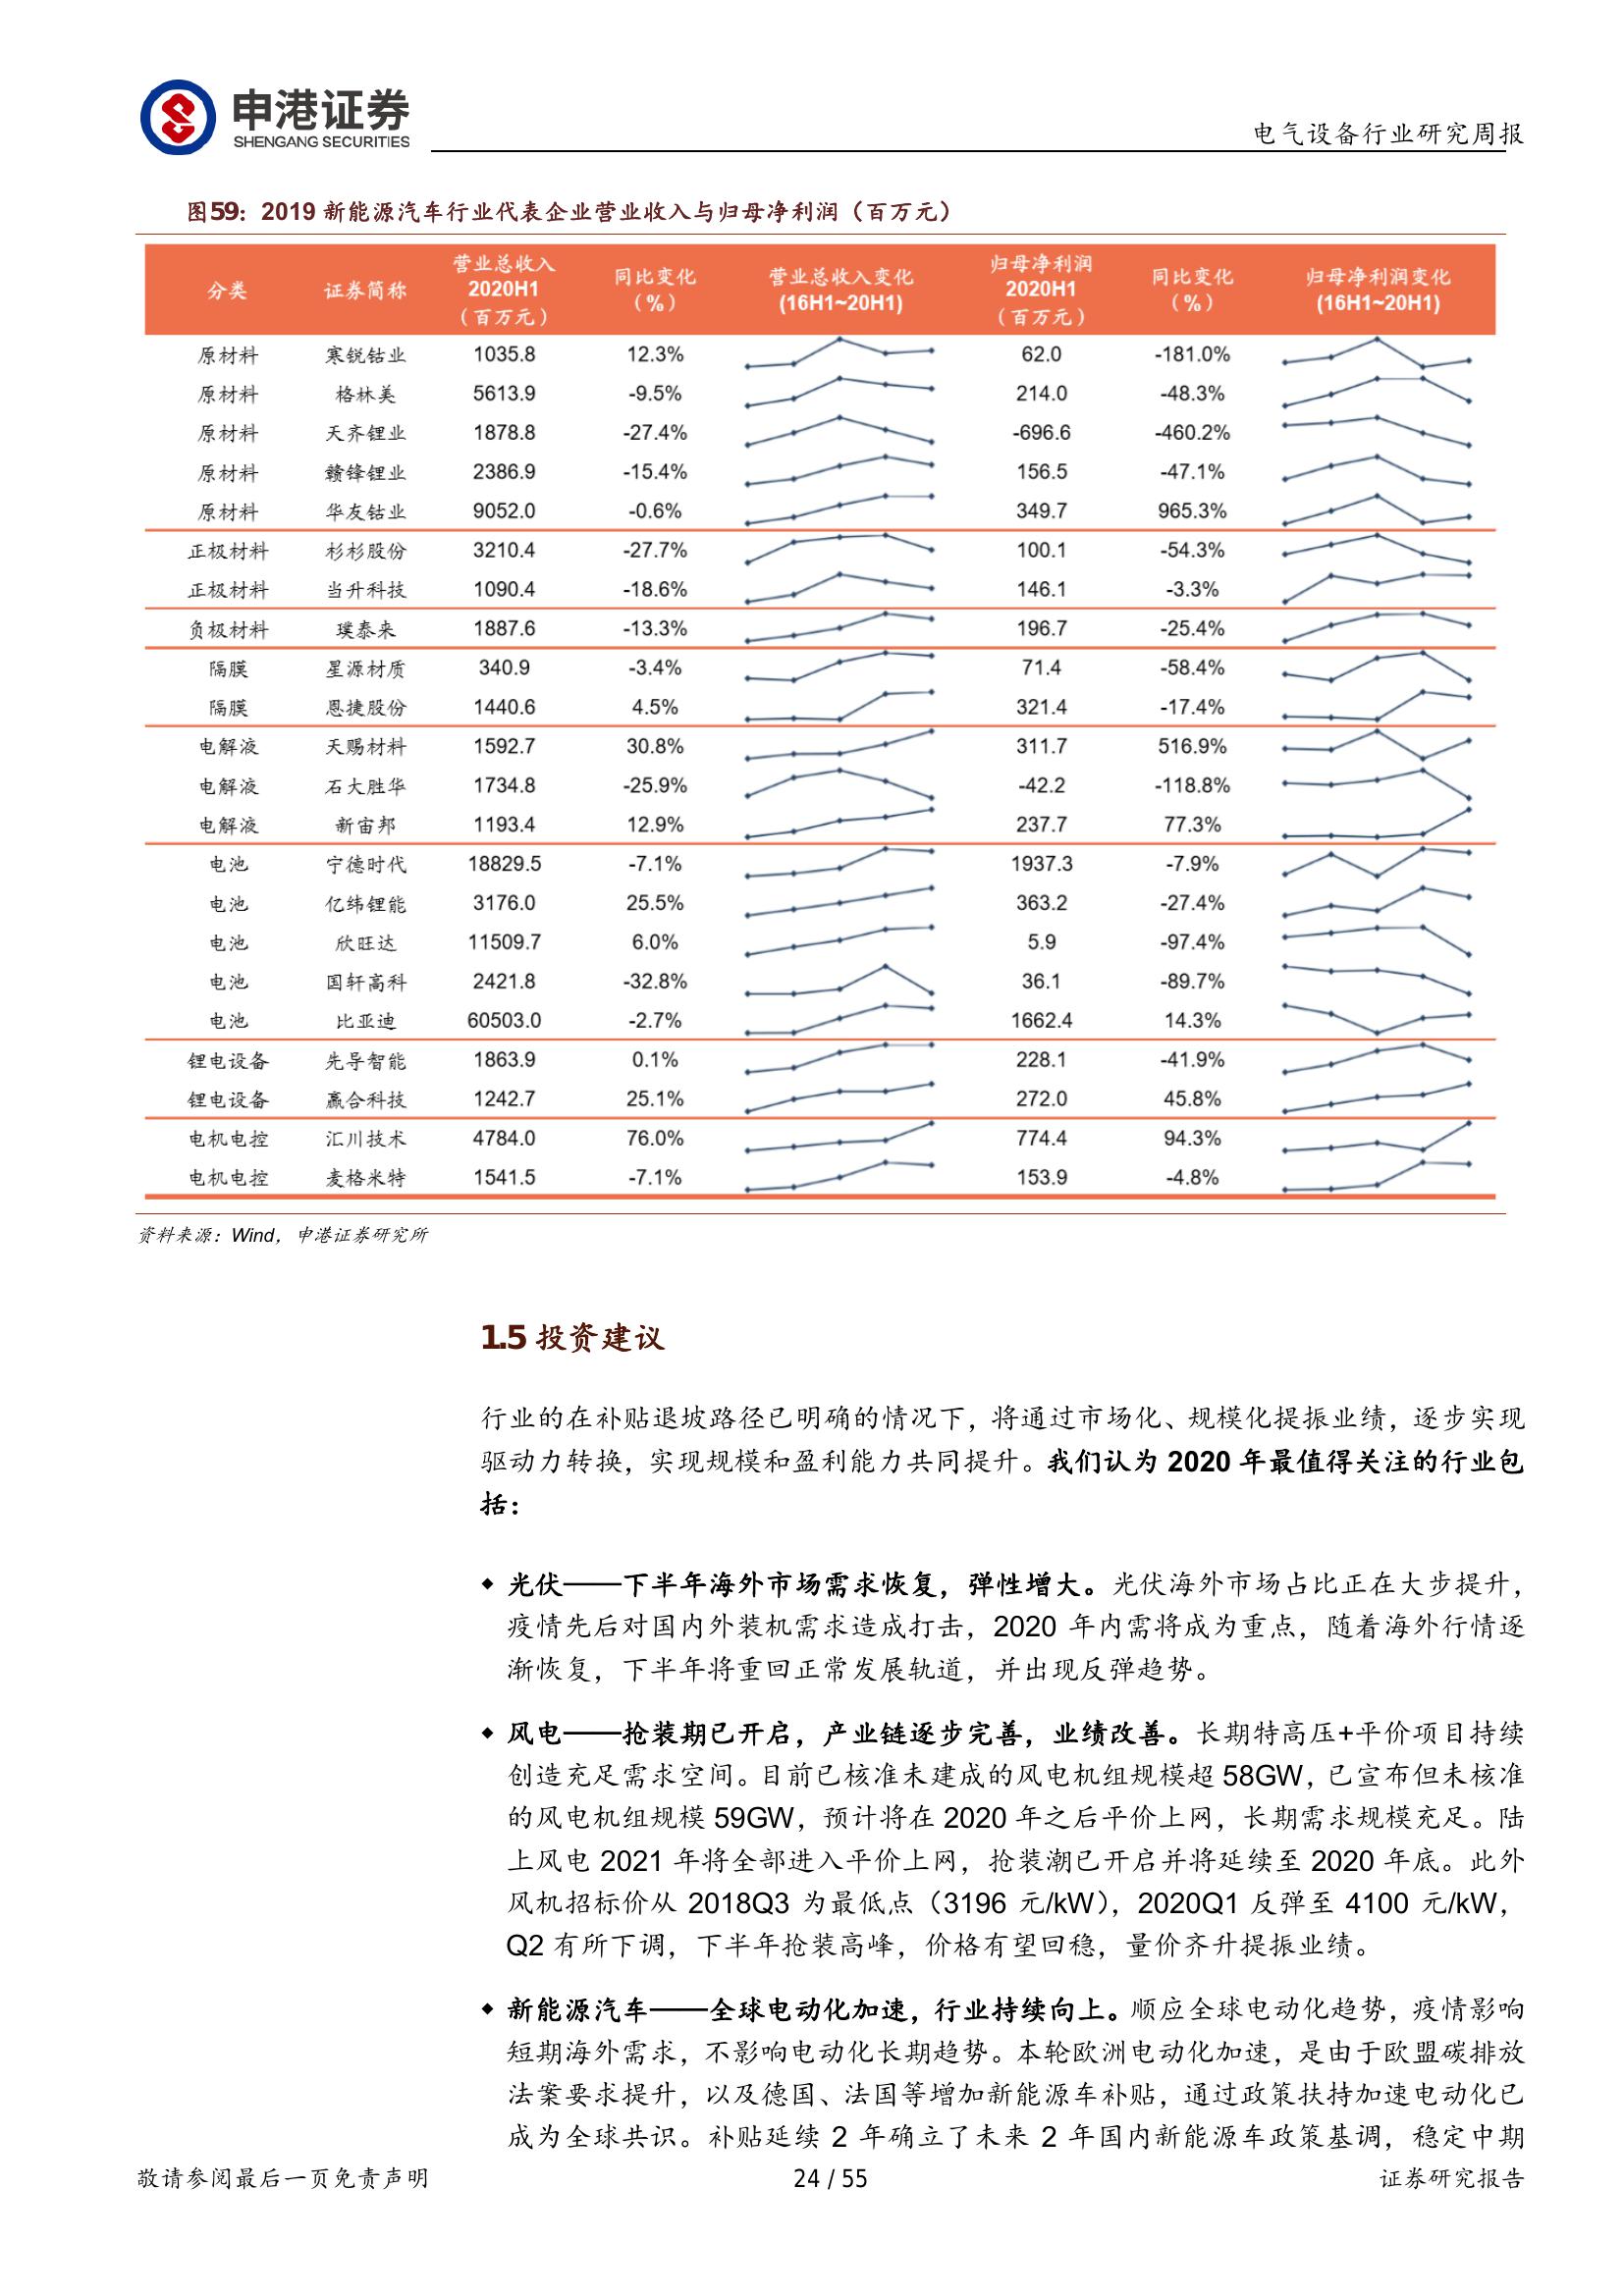 申港证券
SHENGANG SECURITIES
电气设备行业研究周报
图59：2019 新能源汽车行业代表企业营业收入与归母净利润（百万元）
分类 证券简称 营业总收入 2020H1 （百万元） 同比变化 （%） 营业总收入变化 (16H1~20H1) 归母净利润 2020H1 （百万元） 同比变化 （%） 归母净利润变化 (16H1~20H1)
原材料 寒锐钴业 1035.8 12.3% 62.0 -181.0%
原材料 格林美 5613.9 -9.5% 214.0 -48.3%
原材料 天齐锂业 1878.8 -27.4% -696.6 -460.2%
原材料 赣锋锂业 2386.9 -15.4% 156.5 -47.1%
原材料 华友钴业 9052.0 -0.6% 349.7 965.3%
正极材料 杉杉股份 3210.4 -27.7% 100.1 -54.3%
正极材料 当升科技 1090.4 -18.6% 146.1 -3.3%
负极材料 璞泰来 1887.6 -13.3% 196.7 -25.4%
隔膜 星源材质 340.9 -3.4% 71.4 -58.4%
隔膜 恩捷股份 1440.6 4.5% 321.4 -17.4%
电解液 天赐材料 1592.7 30.8% 311.7 516.9%
电解液 石大胜华 1734.8 -25.9% -42.2 -118.8%
电解液 新宙邦 1193.4 12.9% 237.7 77.3%
电池 宁德时代 18829.5 -7.1% 1937.3 -7.9%
电池 亿纬锂能 3176.0 25.5% 363.2 -27.4%
电池 欣旺达 11509.7 6.0% 5.9 -97.4%
电池 国轩高科 2421.8 -32.8% 36.1 -89.7%
电池 比亚迪 60503.0 -2.7% 1662.4 14.3%
锂电设备 先导智能 1863.9 0.1% 228.1 -41.9%
锂电设备 赢合科技 1242.7 25.1% 272.0 45.8%
电机电控 汇川技术 4784.0 76.0% 774.4 94.3%
电机电控 麦格米特 1541.5 -7.1% 153.9 -4.8%
资料来源：Wind，申港证券研究所
1.5 投资建议
行业的在补贴退坡路径已明确的情况下，将通过市场化、规模化提振业绩，逐步实现
驱动力转换，实现规模和盈利能力共同提升。我们认为 2020 年最值得关注的行业包
括：
◆ 光伏——下半年海外市场需求恢复，弹性增大。光伏海外市场占比正在大步提升，
疫情先后对国内外装机需求造成打击，2020 年内需将成为重点，随着海外行情逐
渐恢复，下半年将重回正常发展轨道，并出现反弹趋势。
◆ 风电——抢装期已开启，产业链逐步完善，业绩改善。长期特高压+平价项目持续
创造充足需求空间。目前已核准未建成的风电机组规模超 58GW，已宣布但未核准
的风电机组规模 59GW，预计将在 2020 年之后平价上网，长期需求规模充足。陆
上风电 2021 年将全部进入平价上网，抢装潮已开启并将延续至 2020 年底。此外
风机招标价从 2018Q3 为最低点（3196 元/kW），2020Q1 反弹至 4100 元/kW，
Q2 有所下调，下半年抢装高峰，价格有望回稳，量价齐升提振业绩。
◆ 新能源汽车——全球电动化加速，行业持续向上。顺应全球电动化趋势，疫情影响
短期海外需求，不影响电动化长期趋势。本轮欧洲电动化加速，是由于欧盟碳排放
法案要求提升，以及德国、法国等增加新能源车补贴，通过政策扶持加速电动化已
成为全球共识。补贴延续 2 年确立了未来 2 年国内新能源车政策基调，稳定中期
敬请参阅最后一页免责声明 24 / 55 证券研究报告